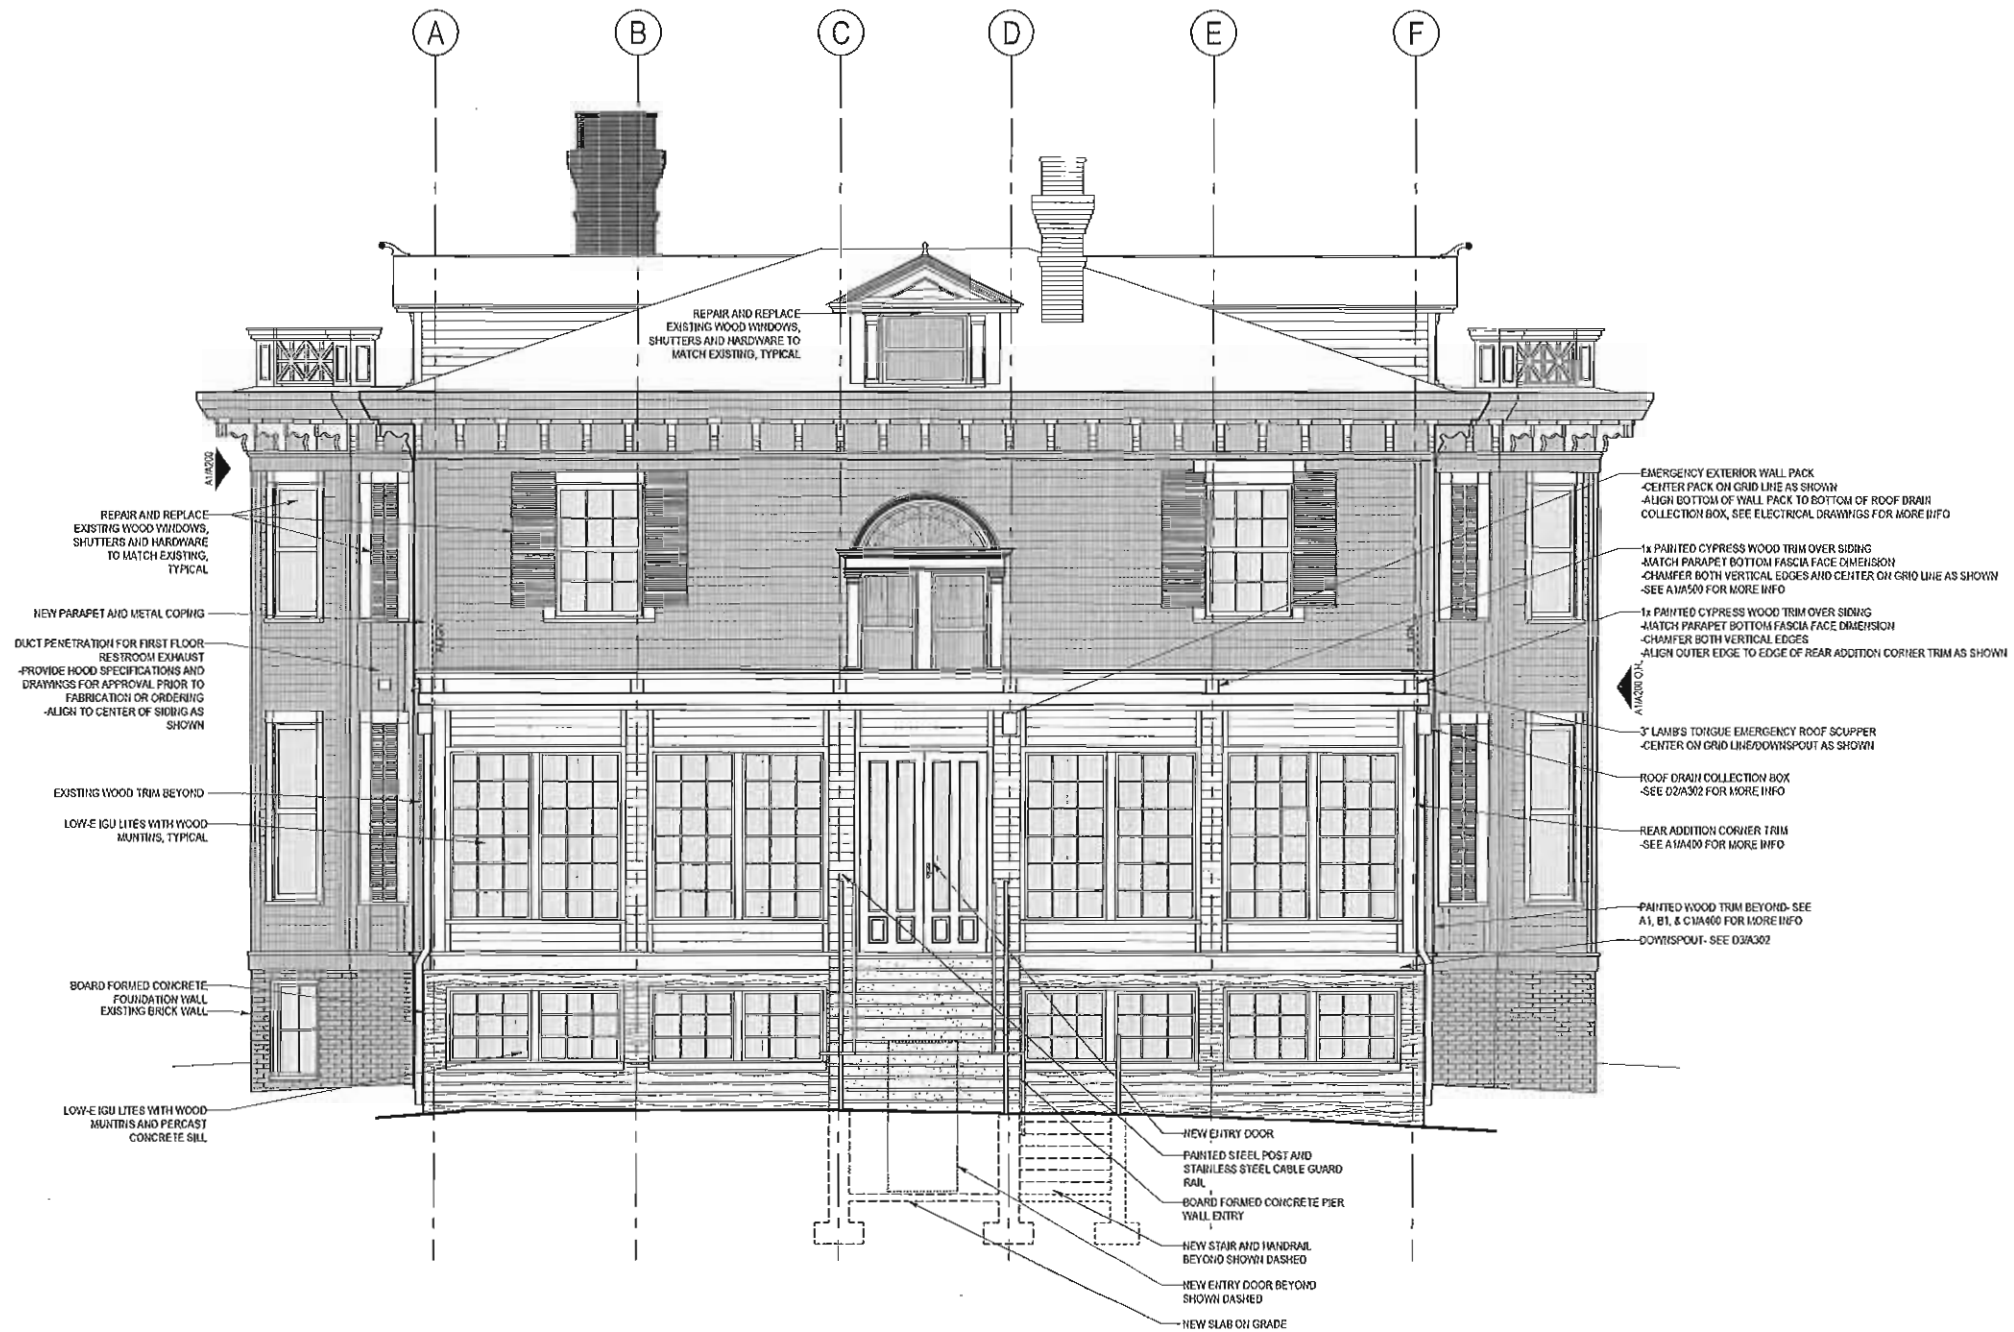 A
B
C
D
E
F
REPAIR AND REPLACE
EXISTING WOOD WINDOWS,
SHUTTERS AND HARDWARE TO
MATCH EXISTING, TYPICAL
A1/A200
REPAIR AND REPLACE
EXISTING WOOD WINDOWS,
SHUTTERS AND HARDWARE
TO MATCH EXISTING,
TYPICAL
NEW PARAPET AND METAL COPING
DUCT PENETRATION FOR FIRST FLOOR
RESTROOM EXHAUST
-PROVIDE HOOD SPECIFICATIONS AND
DRAWINGS FOR APPROVAL PRIOR TO
FABRICATION OR ORDERING
-ALIGN TO CENTER OF SIDING AS
SHOWN
EXISTING WOOD TRIM BEYOND
LOW-E IGU LITES WITH WOOD
MUNTINS, TYPICAL
BOARD FORMED CONCRETE
FOUNDATION WALL
EXISTING BRICK WALL
LOW-E IGU LITES WITH WOOD
MUNTINS AND PERCAST
CONCRETE SILL
ALIGN
ALIGN
EMERGENCY EXTERIOR WALL PACK
-CENTER PACK ON GRID LINE AS SHOWN
-ALIGN BOTTOM OF WALL PACK TO BOTTOM OF ROOF DRAIN
COLLECTION BOX, SEE ELECTRICAL DRAWINGS FOR MORE INFO
1x PAINTED CYPRESS WOOD TRIM OVER SIDING
-MATCH PARAPET BOTTOM FASCIA FACE DIMENSION
-CHAMFER BOTH VERTICAL EDGES AND CENTER ON GRID LINE AS SHOWN
-SEE A1/A500 FOR MORE INFO
1x PAINTED CYPRESS WOOD TRIM OVER SIDING
-MATCH PARAPET BOTTOM FASCIA FACE DIMENSION
-CHAMFER BOTH VERTICAL EDGES
-ALIGN OUTER EDGE TO EDGE OF REAR ADDITION CORNER TRIM AS SHOWN
A1/A200 O.H.
3" LAMB'S TONGUE EMERGENCY ROOF SCUPPER
-CENTER ON GRID LINE/DOWNSPOUT AS SHOWN
ROOF DRAIN COLLECTION BOX
-SEE D2/A302 FOR MORE INFO
REAR ADDITION CORNER TRIM
-SEE A1/A400 FOR MORE INFO
PAINTED WOOD TRIM BEYOND- SEE
A1, B1, & C1/A400 FOR MORE INFO
DOWNSPOUT- SEE D3/A302
NEW ENTRY DOOR
PAINTED STEEL POST AND
STAINLESS STEEL CABLE GUARD
RAIL
BOARD FORMED CONCRETE PIER
WALL ENTRY
NEW STAIR AND HANDRAIL
BEYOND SHOWN DASHED
NEW ENTRY DOOR BEYOND
SHOWN DASHED
NEW SLAB ON GRADE